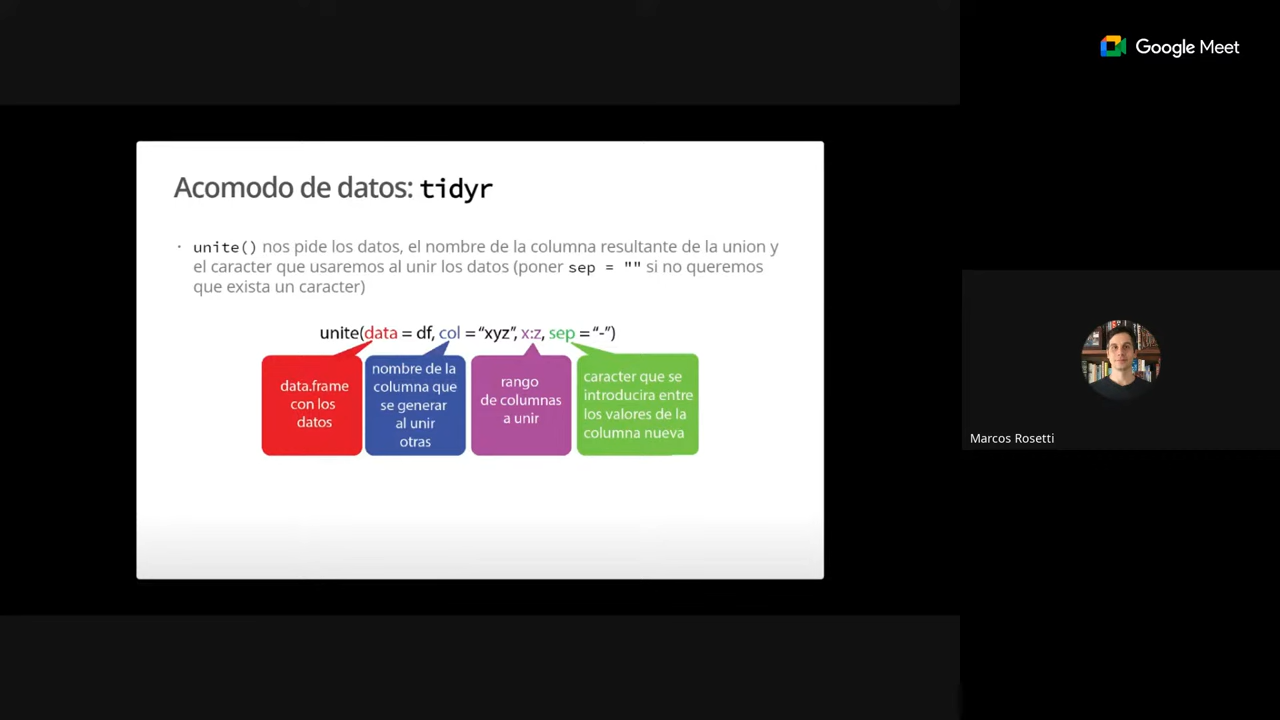 Google Meet
Acomodo de datos: tidyr
· unite() nos pide los datos, el nombre de la columna resultante de la union y
el caracter que usaremos al unir los datos (poner sep = "" si no queremos
que exista un caracter)
unite(data = df, col = “xyz”, x:z, sep = “-”)
data.frame
con los
datos
nombre de la
columna que
se generar
al unir
otras
rango
de columnas
a unir
caracter que se
introducira entre
los valores de la
columna nueva
Marcos Rosetti